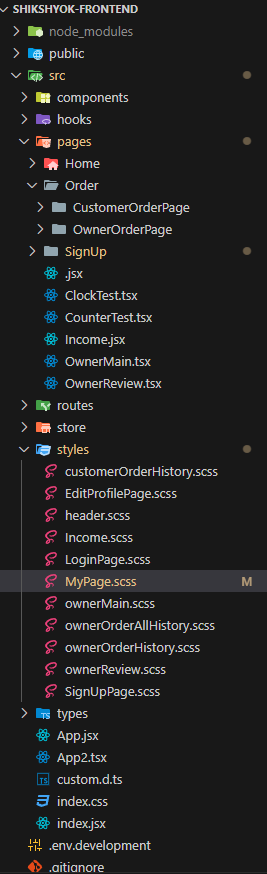 SHIKSHYOK-FRONTEND
node_modules
public
src
components
hooks
pages
Home
Order
CustomerOrderPage
OwnerOrderPage
SignUp
.jsx
ClockTest.tsx
CounterTest.tsx
Income.jsx
OwnerMain.tsx
OwnerReview.tsx
routes
store
styles
customerOrderHistory.scss
EditProfilePage.scss
header.scss
Income.scss
LoginPage.scss
MyPage.scss M
ownerMain.scss
ownerOrderAllHistory.scss
ownerOrderHistory.scss
ownerReview.scss
SignUpPage.scss
types
App.jsx
App2.tsx
custom.d.ts
index.css
index.jsx
.env.development
.gitignore